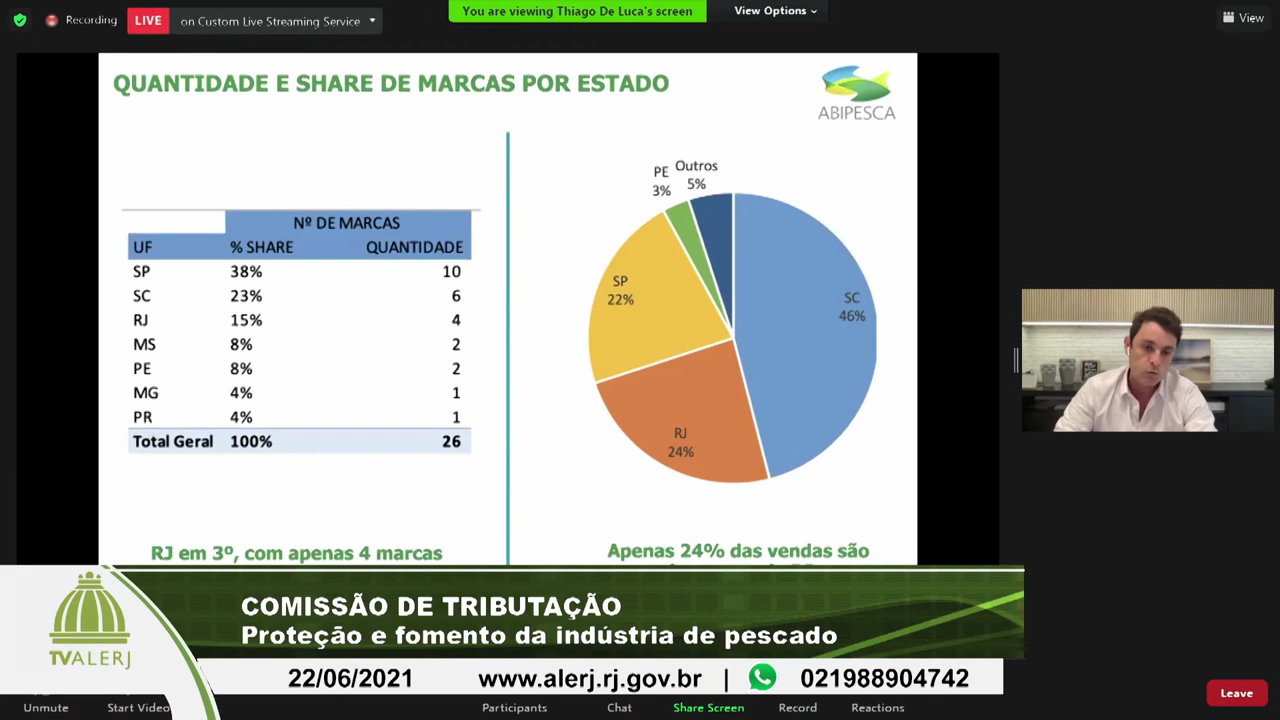 Recording
LIVE
on Custom Live Streaming Service
You are viewing Thiago De Luca's screen
View Options
View
QUANTIDADE E SHARE DE MARCAS POR ESTADO
ABIPESCA
Nº DE MARCAS
UF % SHARE QUANTIDADE
SP 38% 10
SC 23% 6
RJ 15% 4
MS 8% 2
PE 8% 2
MG 4% 1
PR 4% 1
Total Geral 100% 26
PE
3%
Outros
5%
SP
22%
SC
46%
RJ
24%
RJ em 3º, com apenas 4 marcas
Apenas 24% das vendas são
COMISSÃO DE TRIBUTAÇÃO
Proteção e fomento da indústria de pescado
TVALERJ
22/06/2021 www.alerj.rj.gov.br | 021988904742
Unmute
Start Video
Participants
Chat
Share Screen
Record
Reactions
Leave